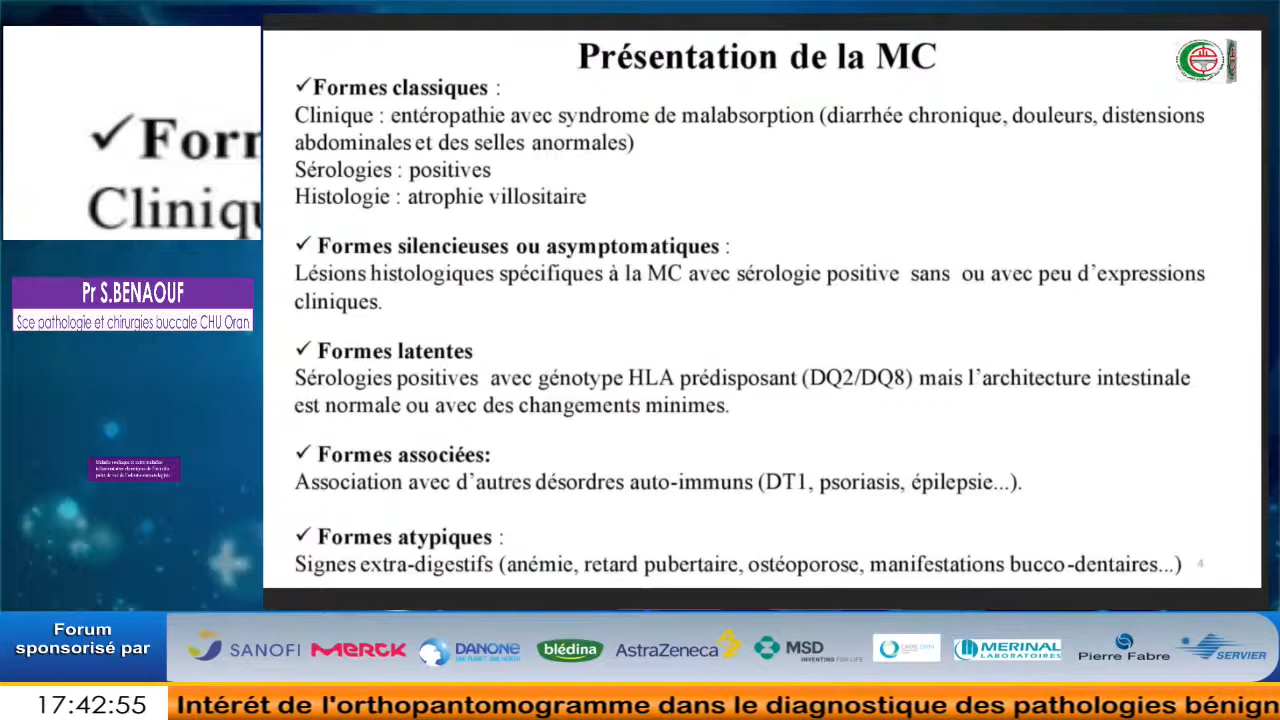 Présentation de la MC
✓Formes classiques :
Clinique : entéropathie avec syndrome de malabsorption (diarrhée chronique, douleurs, distensions
abdominales et des selles anormales)
Sérologies : positives
Histologie : atrophie villositaire
✓ Formes silencieuses ou asymptomatiques :
Lésions histologiques spécifiques à la MC avec sérologie positive sans ou avec peu d’expressions
cliniques.
✓ Formes latentes
Sérologies positives avec génotype HLA prédisposant (DQ2/DQ8) mais l’architecture intestinale
est normale ou avec des changements minimes.
✓ Formes associées:
Association avec d’autres désordres auto-immuns (DT1, psoriasis, épilepsie...).
✓ Formes atypiques :
Signes extra-digestifs (anémie, retard pubertaire, ostéoporose, manifestations bucco-dentaires...)
4
✓Forr
Cliniqu
Pr S.BENAOUF
Sce pathologie et chirurgies buccale CHU Oran
Forum
sponsorisé par
SANOFI
MERCK
DANONE
blédina
AstraZeneca
MSD
INVENTING FOR LIFE
MERINAL
LABORATOIRES
Pierre Fabre
SERVIER
17:42:55
Intérêt de l'orthopantomogramme dans le diagnostique des pathologies bénign